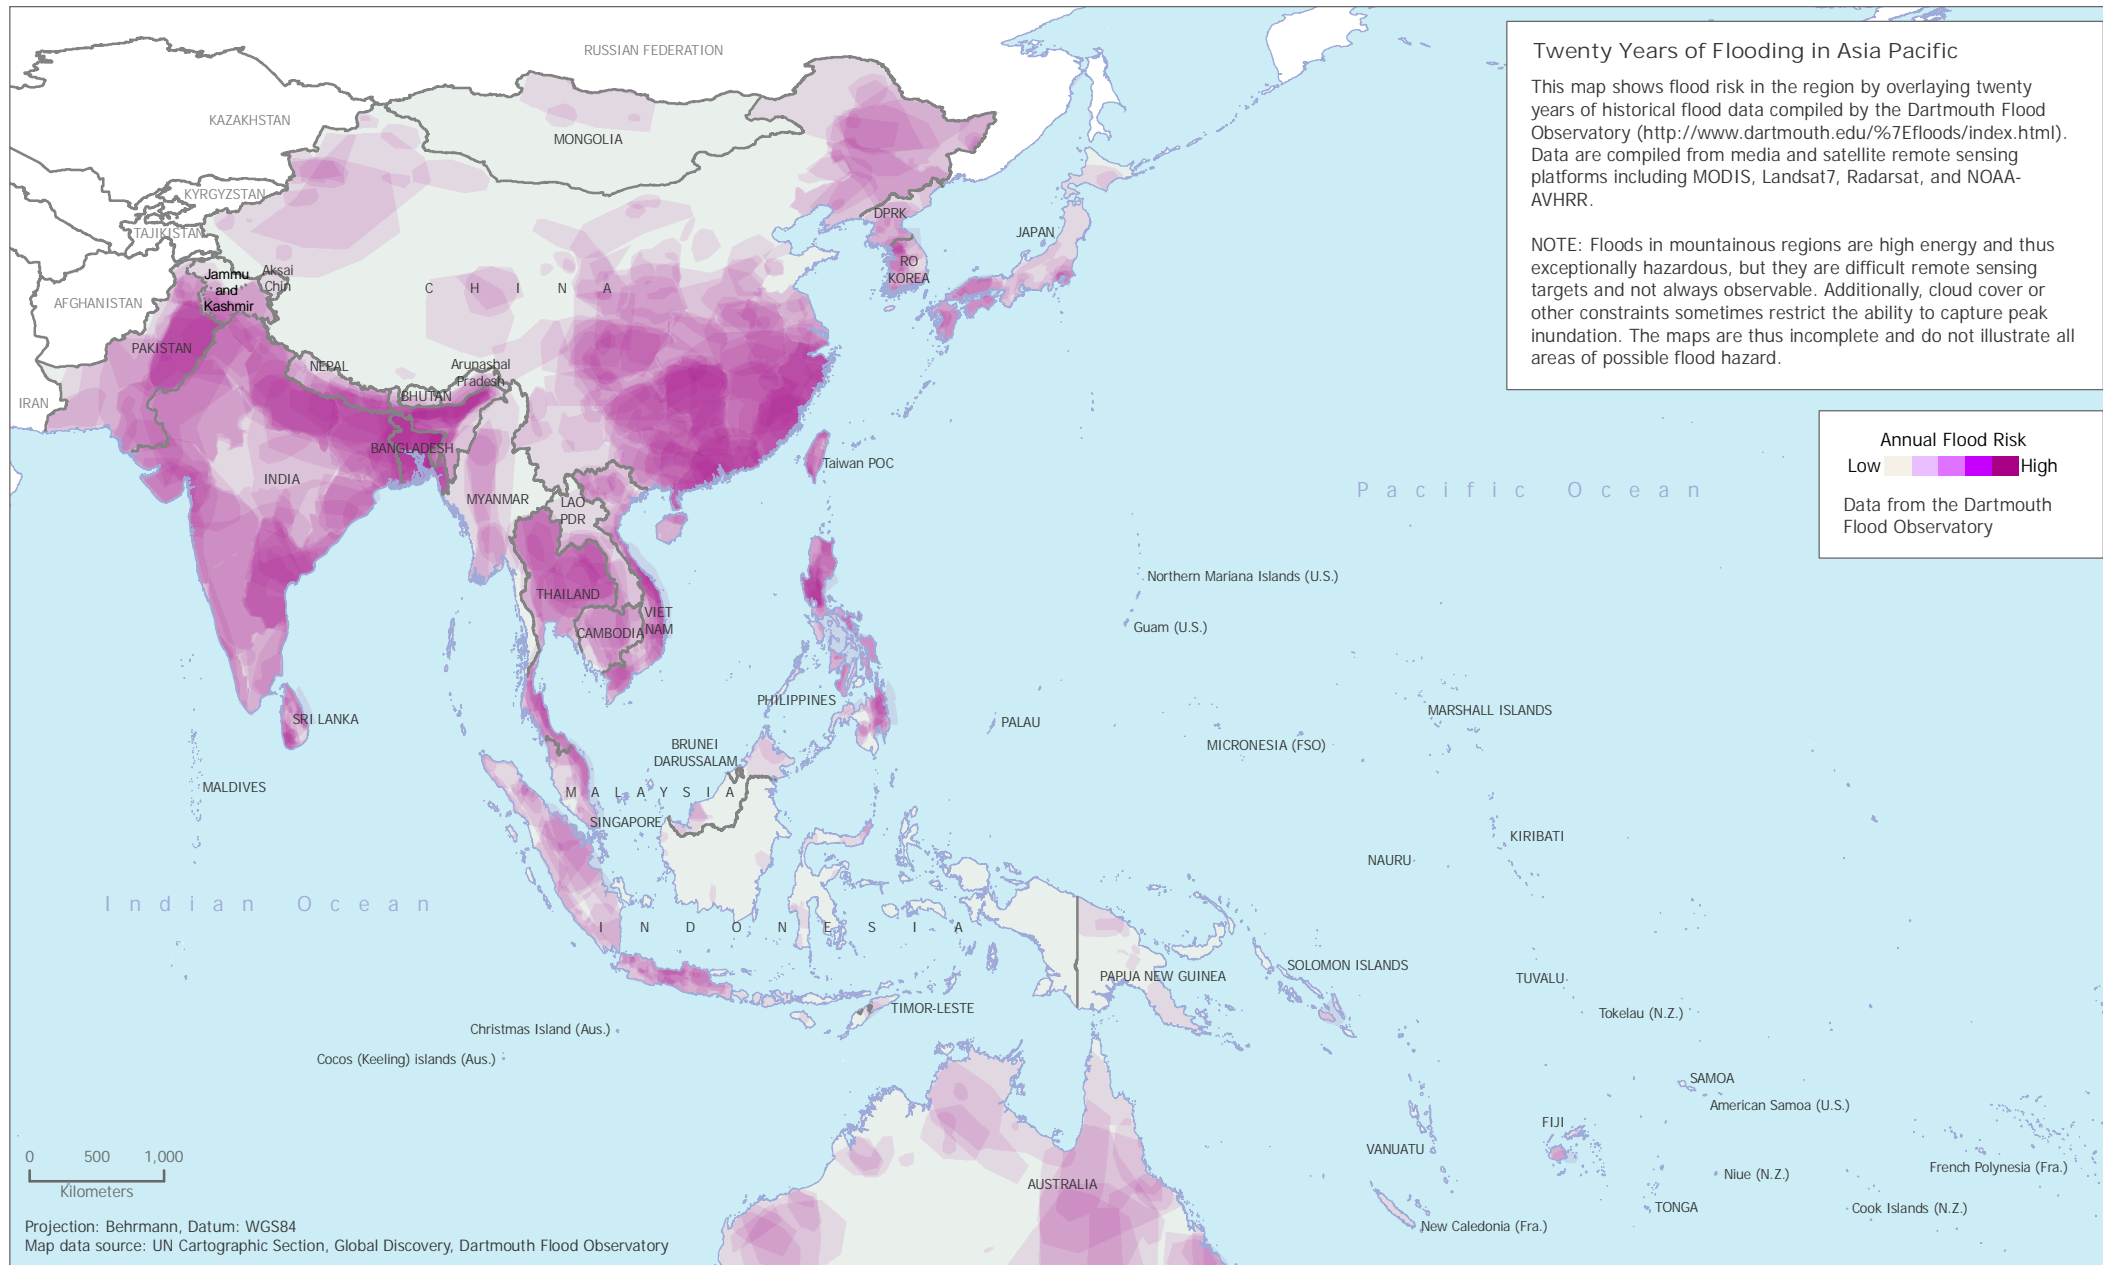 Twenty Years of Flooding in Asia Pacific
This map shows flood risk in the region by overlaying twenty
years of historical flood data compiled by the Dartmouth Flood
Observatory (http://www.dartmouth.edu/%7Efloods/index.html).
Data are compiled from media and satellite remote sensing
platforms including MODIS, Landsat7, Radarsat, and NOAA-
AVHRR.
NOTE: Floods in mountainous regions are high energy and thus
exceptionally hazardous, but they are difficult remote sensing
targets and not always observable. Additionally, cloud cover or
other constraints sometimes restrict the ability to capture peak
inundation. The maps are thus incomplete and do not illustrate all
areas of possible flood hazard.
Annual Flood Risk
Low High
Data from the Dartmouth
Flood Observatory
RUSSIAN FEDERATION
KAZAKHSTAN
MONGOLIA
KYRGYZSTAN
TAJIKISTAN
DPRK
JAPAN
RO
KOREA
Jammu
and
Kashmir
Aksai
Chin
AFGHANISTAN
C H I N A
PAKISTAN
NEPAL
Arunashal
Pradesh
BHUTAN
IRAN
BANGLADESH
INDIA
Taiwan POC
MYANMAR
LAO
PDR
Pacific Ocean
THAILAND
VIET
NAM
CAMBODIA
Northern Mariana Islands (U.S.)
Guam (U.S.)
PHILIPPINES
SRI LANKA
PALAU
MARSHALL ISLANDS
MICRONESIA (FSO)
BRUNEI
DARUSSALAM
MALDIVES
M A L A Y S I A
SINGAPORE
KIRIBATI
NAURU
Indian Ocean
I N D O N E S I A
PAPUA NEW GUINEA
SOLOMON ISLANDS
TUVALU
TIMOR-LESTE
Tokelau (N.Z.)
Christmas Island (Aus.)
Cocos (Keeling) islands (Aus.)
SAMOA
American Samoa (U.S.)
FIJI
VANUATU
French Polynesia (Fra.)
Niue (N.Z.)
AUSTRALIA
TONGA
Cook Islands (N.Z.)
New Caledonia (Fra.)
0 500 1,000
Kilometers
Projection: Behrmann, Datum: WGS84
Map data source: UN Cartographic Section, Global Discovery, Dartmouth Flood Observatory